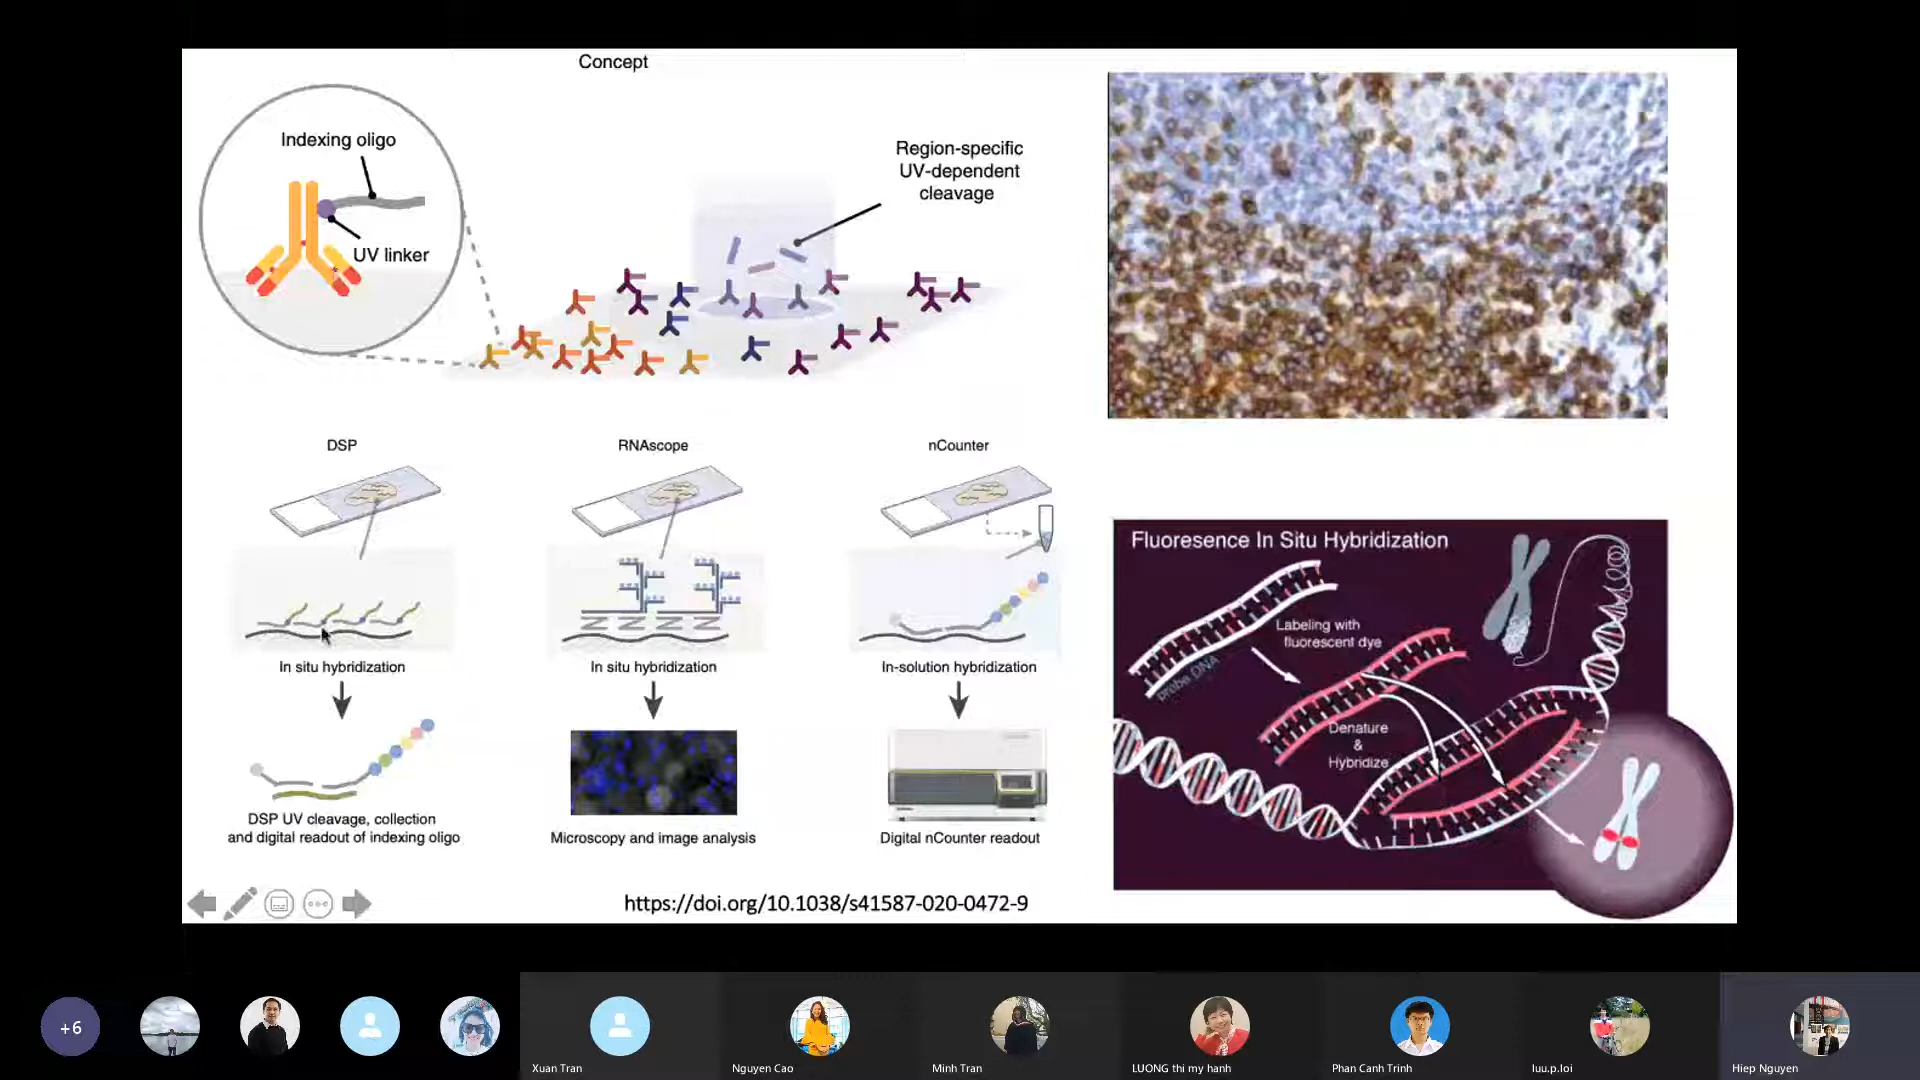 Concept
Indexing oligo
UV linker
Region-specific
UV-dependent
cleavage
DSP
RNAscope
nCounter
In situ hybridization
In situ hybridization
In-solution hybridization
DSP UV cleavage, collection
and digital readout of indexing oligo
Microscopy and image analysis
Digital nCounter readout
https://doi.org/10.1038/s41587-020-0472-9
Fluoresence In Situ Hybridization
Labeling with
fluorescent dye
probe DNA
Denature
&
Hybridize
+6
Xuan Tran
Nguyen Cao
Minh Tran
LUONG thi my hanh
Phan Canh Trinh
luu.p.loi
Hiep Nguyen